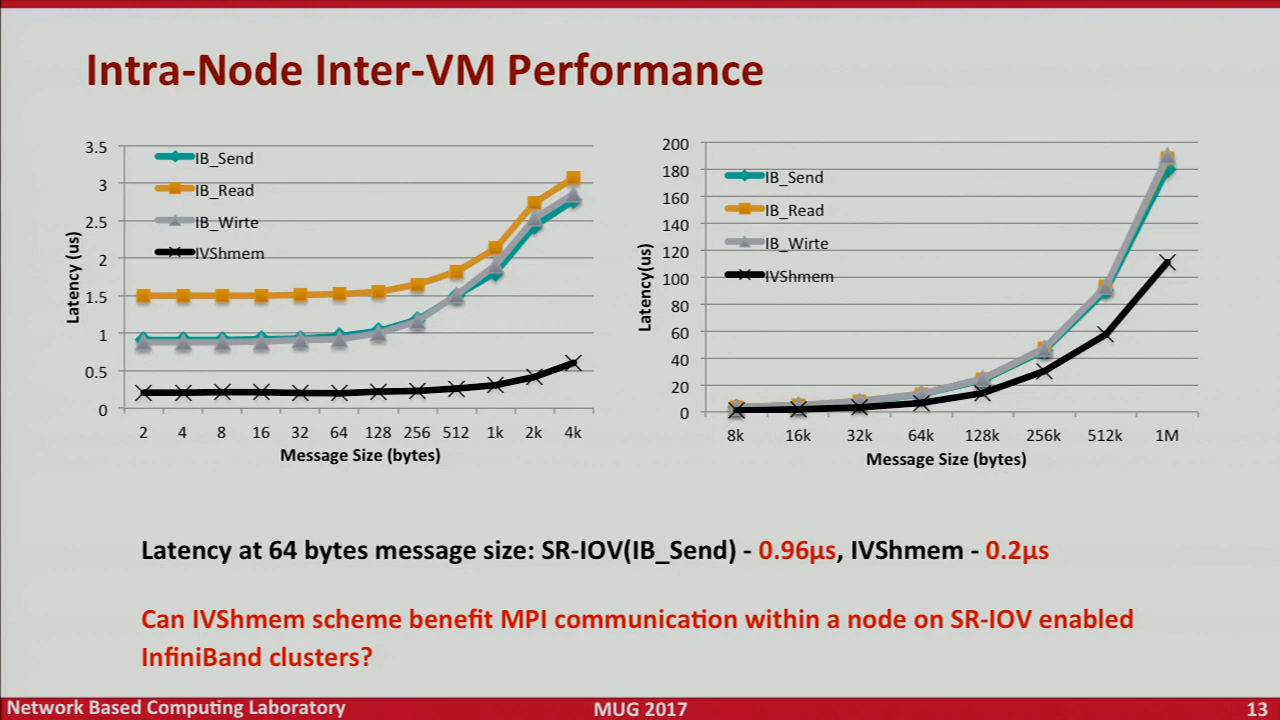 Intra-Node Inter-VM Performance
3.5
3
2.5
2
1.5
1
0.5
0
Latency (us)
IB_Send
IB_Read
IB_Wirte
IVShmem
2 4 8 16 32 64 128 256 512 1k 2k 4k
Message Size (bytes)
200
180
160
140
120
100
80
60
40
20
0
Latency(us)
IB_Send
IB_Read
IB_Wirte
IVShmem
8k 16k 32k 64k 128k 256k 512k 1M
Message Size (bytes)
Latency at 64 bytes message size: SR-IOV(IB_Send) - 0.96μs, IVShmem - 0.2μs
Can IVShmem scheme benefit MPI communication within a node on SR-IOV enabled
InfiniBand clusters?
Network Based Computing Laboratory MUG 2017 13